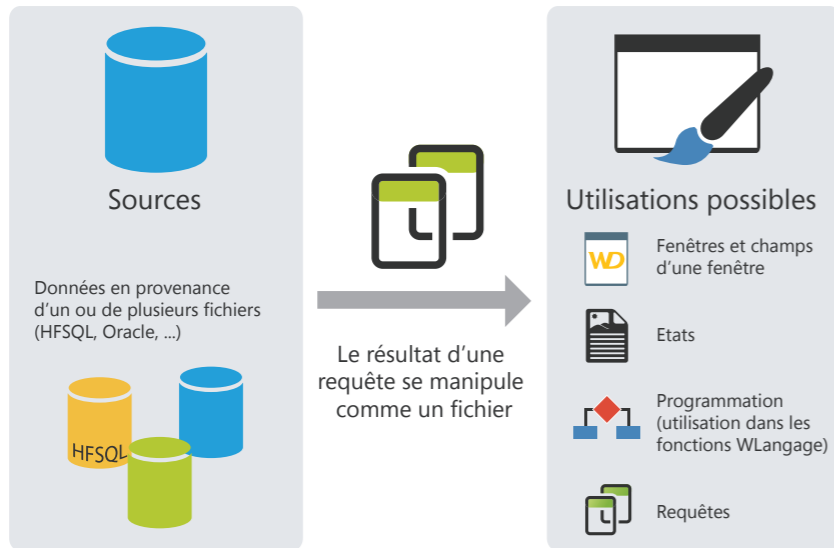 Sources
Données en provenance
d'un ou de plusieurs fichiers
(HFSQL, Oracle, ...)
HFSQL
Le résultat d'une
requête se manipule
comme un fichier
Utilisations possibles
WD
Fenêtres et champs
d'une fenêtre
Etats
Programmation
(utilisation dans les
fonctions WLangage)
Requêtes